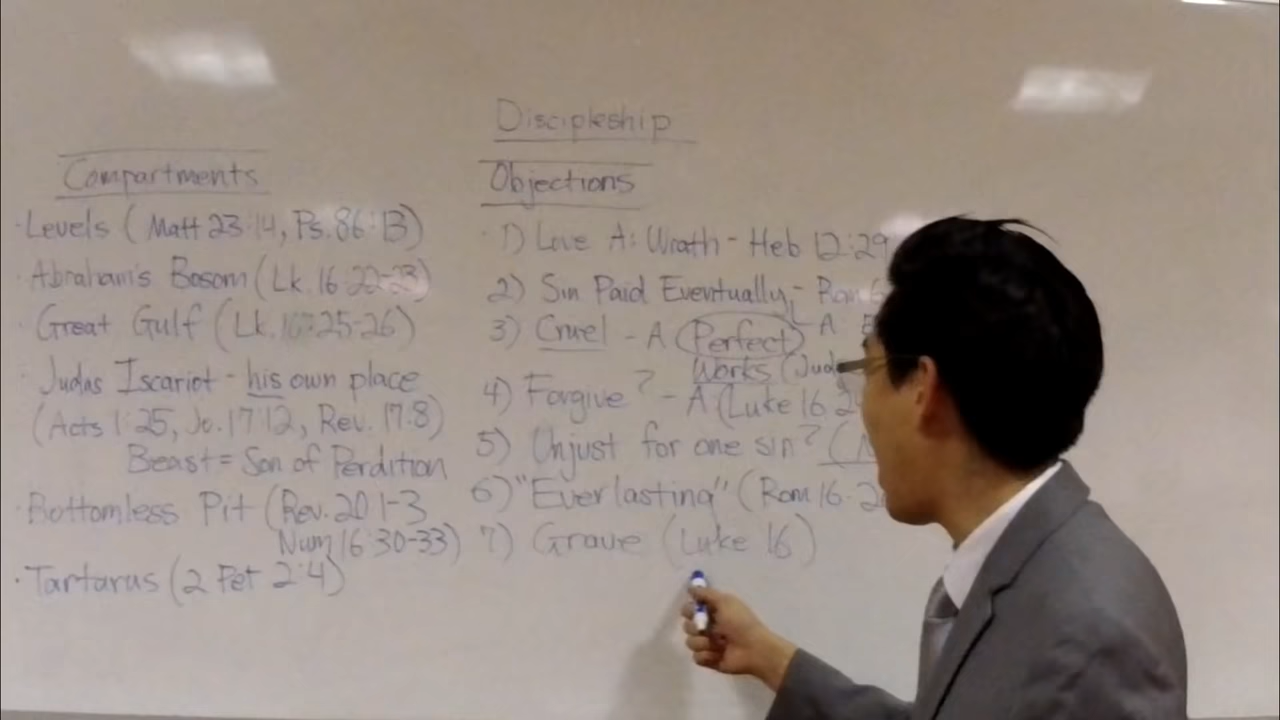 Discipleship
Compartments
· Levels ( Matt 23:14, Ps. 86:13)
· Abraham's Bosom (Lk. 16:22-23)
· Great Gulf (Lk. 16:25-26)
· Judas Iscariot - his own place
(Acts 1:25, Jo. 17:12, Rev. 17:8)
Beast = Son of Perdition
· Bottomless Pit (Rev. 20 1-3
Num 16:30-33)
· Tartarus (2 Pet 2:4)
Objections
1) Love A: Wrath - Heb 12:29
2) Sin Paid Eventually - Rom
A
3) Cruel - A Perfect
Works (Jud
4) Forgive? - A (Luke 16
5) Unjust for one sin? (
6) "Everlasting" (Rom 16:
7) Grave (Luke 16)